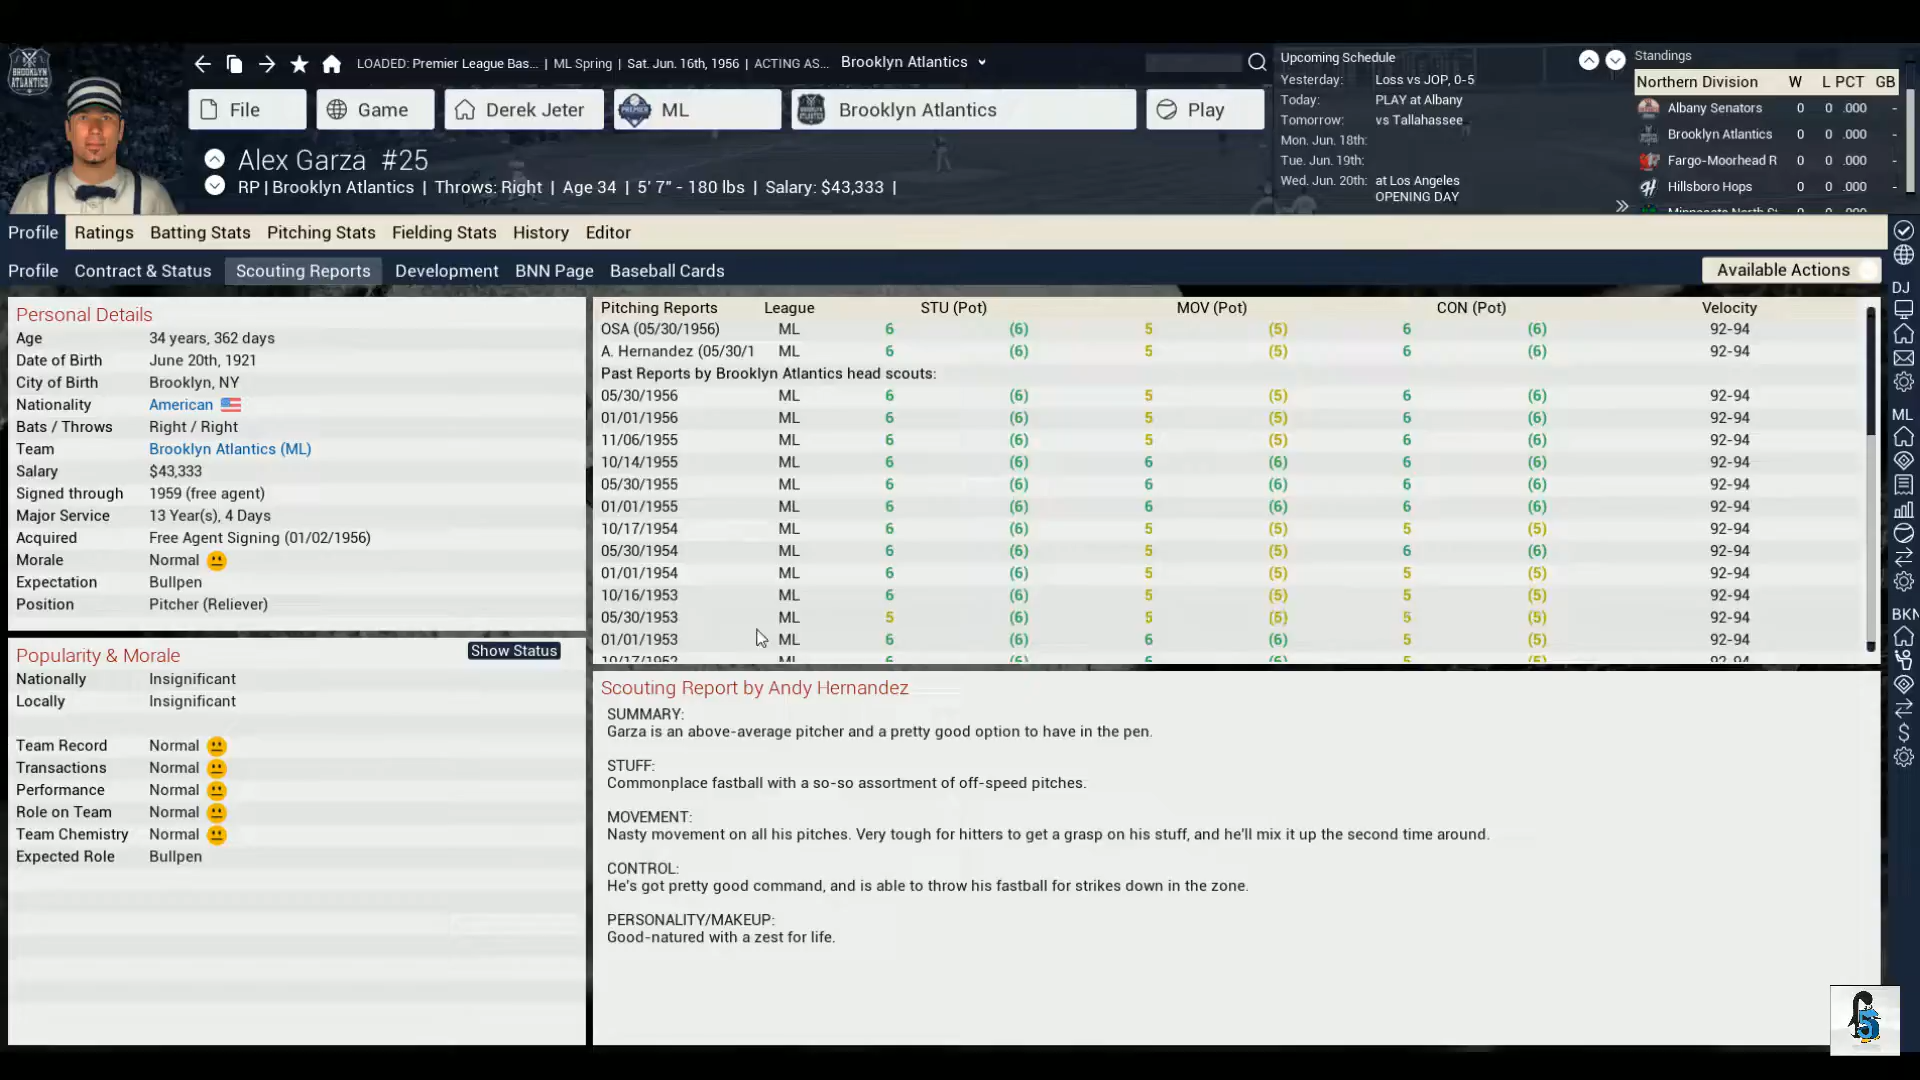 BROOKLYN ATLANTICS
LOADED: Premier League Bas... | ML Spring | Sat. Jun. 16th, 1956 | ACTING AS... Brooklyn Atlantics
File Game Derek Jeter ML Brooklyn Atlantics Play
Alex Garza #25
RP | Brooklyn Atlantics | Throws: Right | Age 34 | 5' 7" - 180 lbs | Salary: $43,333 |
Upcoming Schedule
Yesterday: Loss vs JOP, 0-5
Today: PLAY at Albany
Tomorrow: vs Tallahassee
Mon. Jun. 18th:
Tue. Jun. 19th:
Wed. Jun. 20th: at Los Angeles
OPENING DAY
Standings
Northern Division W L PCT GB
Albany Senators 0 0 .000 -
Brooklyn Atlantics 0 0 .000 -
Fargo-Moorhead R 0 0 .000 -
Hillsboro Hops 0 0 .000 -
Profile Ratings Batting Stats Pitching Stats Fielding Stats History Editor
Profile Contract & Status Scouting Reports Development BNN Page Baseball Cards Available Actions
Personal Details
Age 34 years, 362 days
Date of Birth June 20th, 1921
City of Birth Brooklyn, NY
Nationality American
Bats / Throws Right / Right
Team Brooklyn Atlantics (ML)
Salary $43,333
Signed through 1959 (free agent)
Major Service 13 Year(s), 4 Days
Acquired Free Agent Signing (01/02/1956)
Morale Normal
Expectation Bullpen
Position Pitcher (Reliever)
Popularity & Morale Show Status
Nationally Insignificant
Locally Insignificant
Team Record Normal
Transactions Normal
Performance Normal
Role on Team Normal
Team Chemistry Normal
Expected Role Bullpen
Pitching Reports League STU (Pot) MOV (Pot) CON (Pot) Velocity
OSA (05/30/1956) ML 6 (6) 5 (5) 6 (6) 92-94
A. Hernandez (05/30/1 ML 6 (6) 5 (5) 6 (6) 92-94
Past Reports by Brooklyn Atlantics head scouts:
05/30/1956 ML 6 (6) 5 (5) 6 (6) 92-94
01/01/1956 ML 6 (6) 5 (5) 6 (6) 92-94
11/06/1955 ML 6 (6) 5 (5) 6 (6) 92-94
10/14/1955 ML 6 (6) 6 (6) 6 (6) 92-94
05/30/1955 ML 6 (6) 6 (6) 6 (6) 92-94
01/01/1955 ML 6 (6) 6 (6) 6 (6) 92-94
10/17/1954 ML 6 (6) 5 (5) 5 (5) 92-94
05/30/1954 ML 6 (6) 5 (5) 6 (6) 92-94
01/01/1954 ML 6 (6) 5 (5) 5 (5) 92-94
10/16/1953 ML 6 (6) 5 (5) 5 (5) 92-94
05/30/1953 ML 5 (6) 5 (5) 5 (5) 92-94
01/01/1953 ML 6 (6) 6 (6) 5 (5) 92-94
10/17/1952 ML 6 (6) 6 (6) 5 (5) 92-94
Scouting Report by Andy Hernandez
SUMMARY:
Garza is an above-average pitcher and a pretty good option to have in the pen.
STUFF:
Commonplace fastball with a so-so assortment of off-speed pitches.
MOVEMENT:
Nasty movement on all his pitches. Very tough for hitters to get a grasp on his stuff, and he'll mix it up the second time around.
CONTROL:
He's got pretty good command, and is able to throw his fastball for strikes down in the zone.
PERSONALITY/MAKEUP:
Good-natured with a zest for life.
DJ
ML
BKN
$